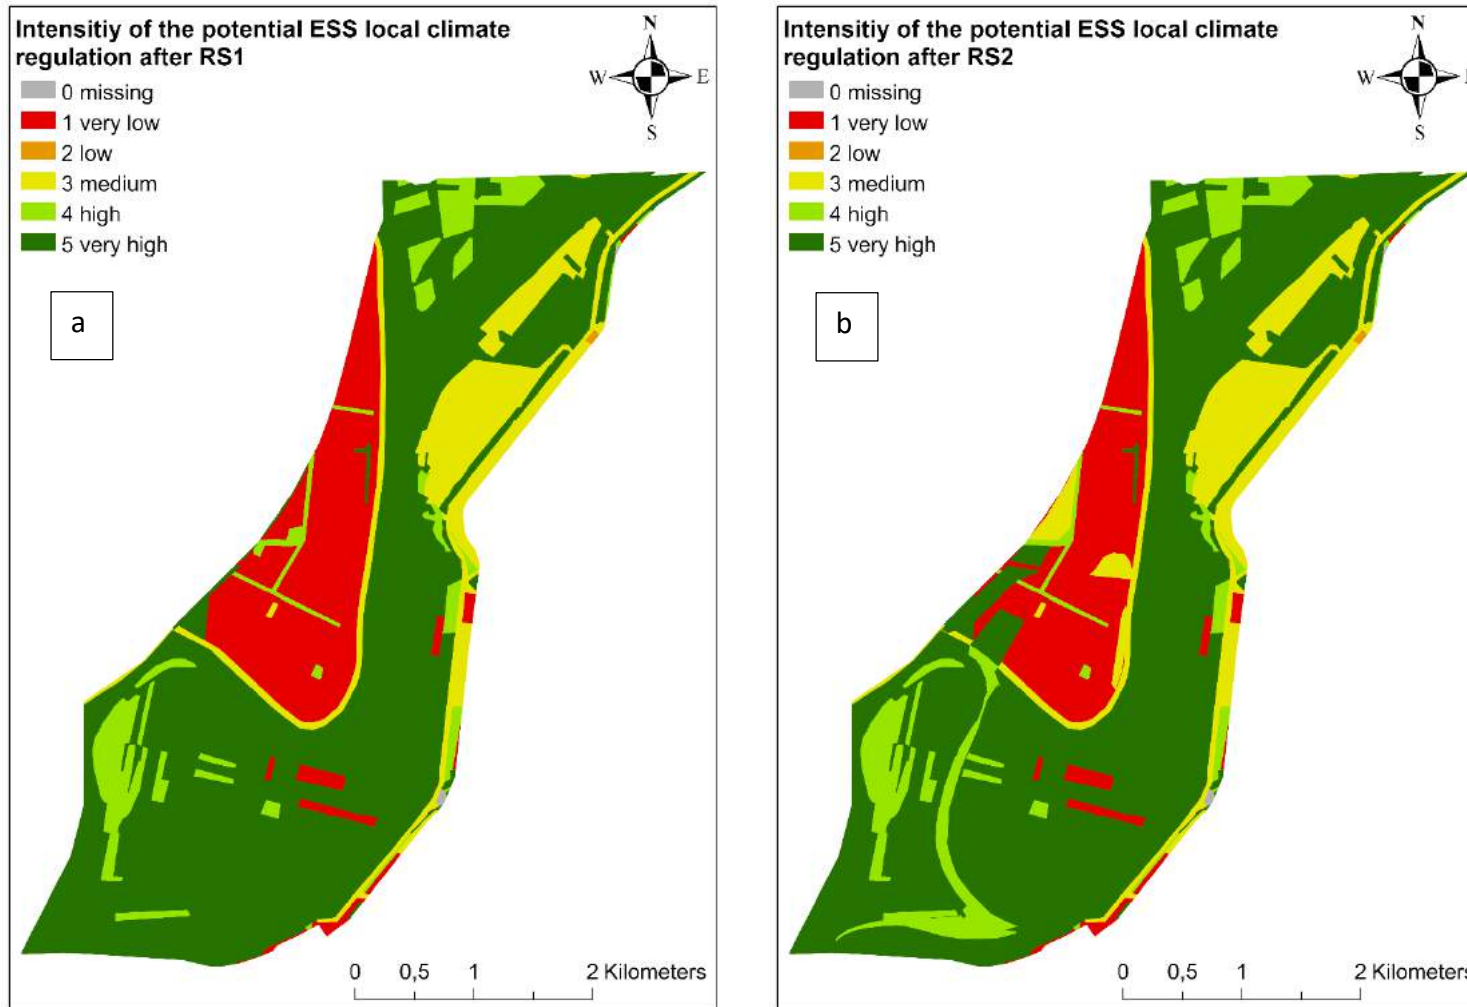 Intensitiy of the potential ESS local climate
regulation after RS1
0 missing
1 very low
2 low
3 medium
4 high
5 very high
N
W
E
S
a
0
0,5
1
2 Kilometers
Intensitiy of the potential ESS local climate
regulation after RS2
0 missing
1 very low
2 low
3 medium
4 high
5 very high
N
W
S
b
0
0,5
1
2 Kilometers